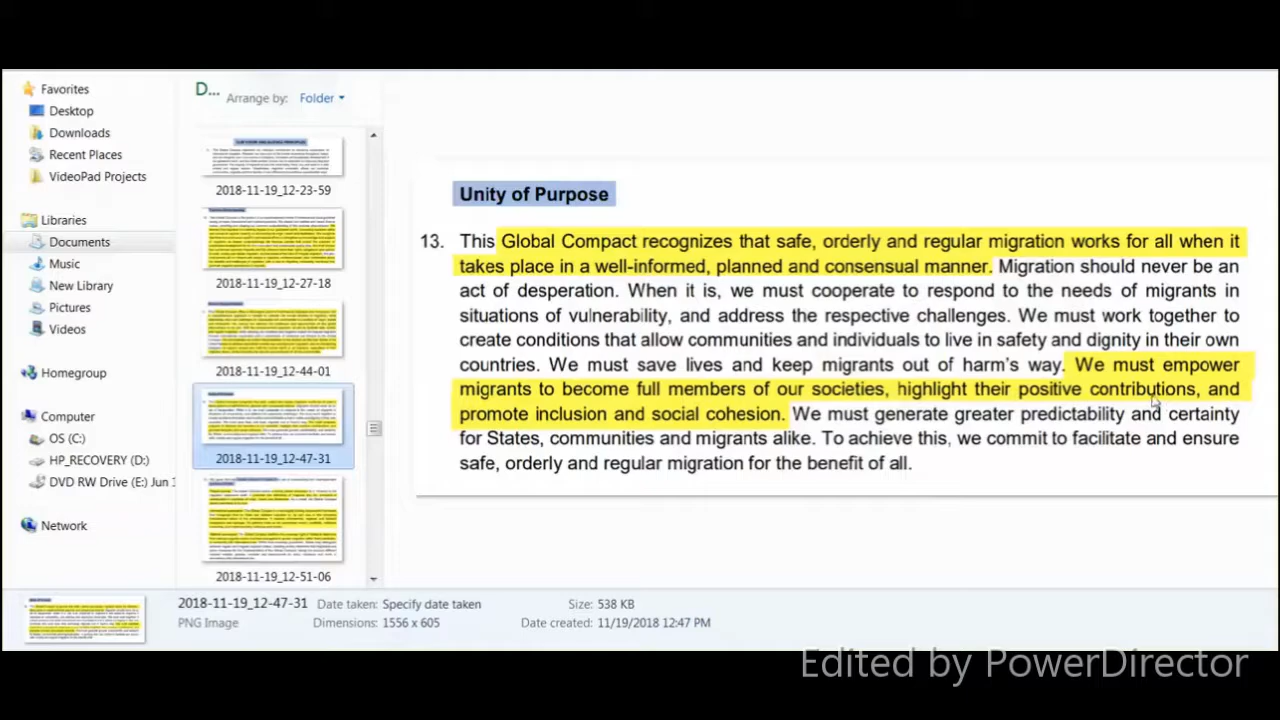 Favorites
Desktop
Downloads
Recent Places
VideoPad Projects
Libraries
Documents
Music
New Library
Pictures
Videos
Homegroup
Computer
OS (C:)
HP_RECOVERY (D:)
DVD RW Drive (E:) Jun
Network
D...
Arrange by: Folder
2018-11-19_12-23-59
2018-11-19_12-27-18
2018-11-19_12-44-01
2018-11-19_12-47-31
2018-11-19_12-51-06
Unity of Purpose
13. This Global Compact recognizes that safe, orderly and regular migration works for all when it
takes place in a well-informed, planned and consensual manner. Migration should never be an
act of desperation. When it is, we must cooperate to respond to the needs of migrants in
situations of vulnerability, and address the respective challenges. We must work together to
create conditions that allow communities and individuals to live in safety and dignity in their own
countries. We must save lives and keep migrants out of harm's way. We must empower
migrants to become full members of our societies, highlight their positive contributions, and
promote inclusion and social cohesion. We must generate greater predictability and certainty
for States, communities and migrants alike. To achieve this, we commit to facilitate and ensure
safe, orderly and regular migration for the benefit of all.
2018-11-19_12-47-31 Date taken: Specify date taken Size: 538 KB
PNG Image Dimensions: 1556 x 605 Date created: 11/19/2018 12:47 PM
Edited by PowerDirector